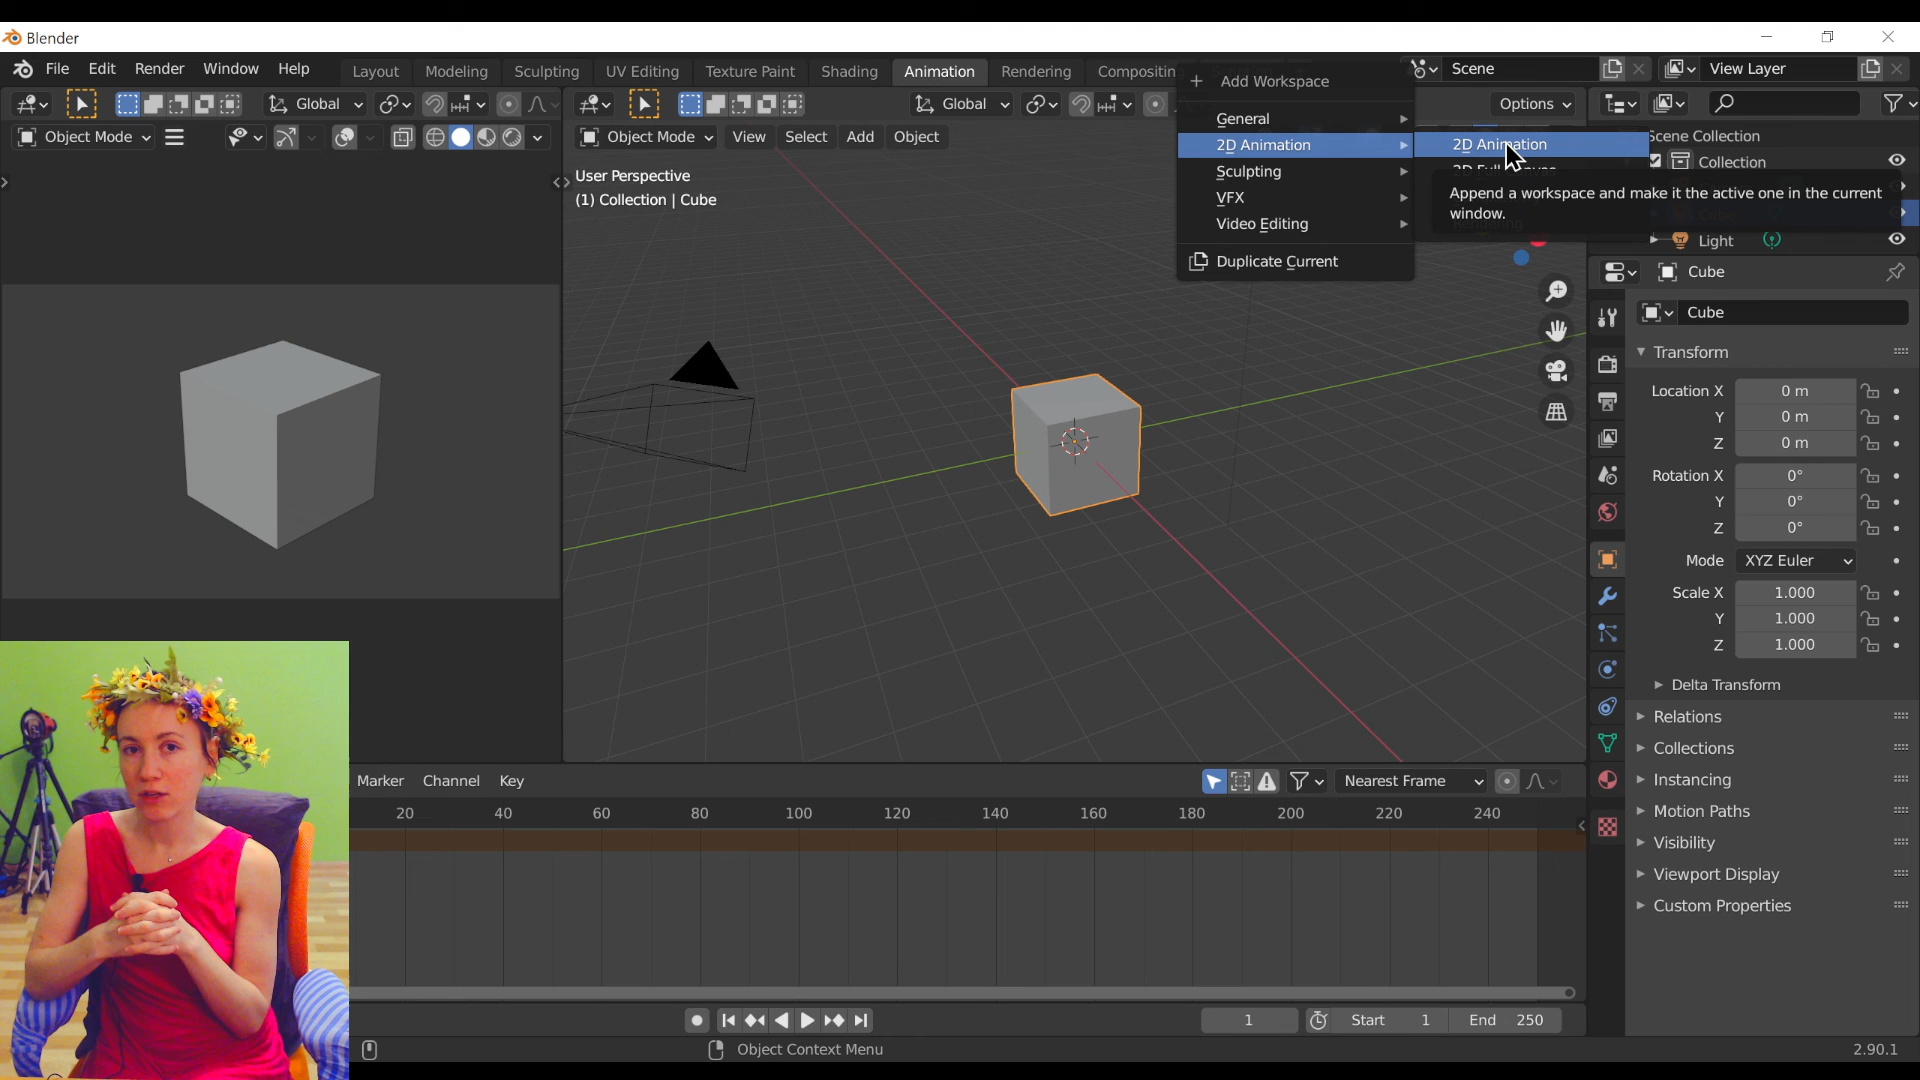 Blender
File Edit Render Window Help Layout Modeling Sculpting UV Editing Texture Paint Shading Animation Rendering Compositing
Scene View Layer
Add Workspace
General
2D Animation
Sculpting
VFX
Video Editing
Duplicate Current
2D Animation
Append a workspace and make it the active one in the current
window.
Global
Global
Options
Object Mode
Object Mode View Select Add Object
User Perspective
(1) Collection | Cube
Scene Collection
Collection
Light
Cube
Cube
Transform
Location X 0 m
Y 0 m
Z 0 m
Rotation X 0°
Y 0°
Z 0°
Mode XYZ Euler
Scale X 1.000
Y 1.000
Z 1.000
Delta Transform
Relations
Collections
Instancing
Motion Paths
Visibility
Viewport Display
Custom Properties
Marker Channel Key Nearest Frame
20 40 60 80 100 120 140 160 180 200 220 240
1 Start 1 End 250
Object Context Menu
2.90.1